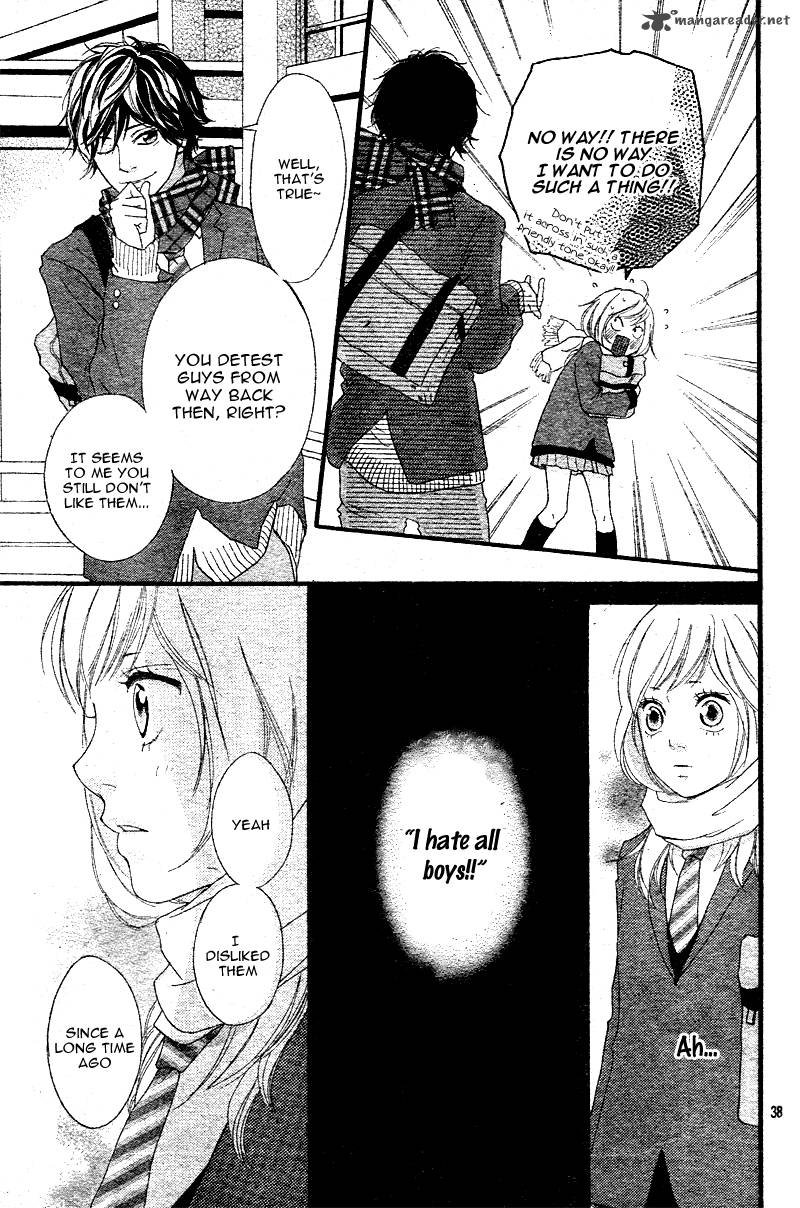 mangareader.net
NO WAY!! THERE
IS NO WAY
I WANT TO DO
SUCH A THING!!
Don't put
it across in such a
friendly tone okay!!
WELL,
THAT'S
TRUE~
YOU DETEST
GUYS FROM
WAY BACK
THEN, RIGHT?
IT SEEMS
TO ME YOU
STILL DON'T
LIKE THEM...
Ah...
"I hate all
boys!!"
YEAH
I
DISLIKED
THEM
SINCE A
LONG TIME
AGO
38